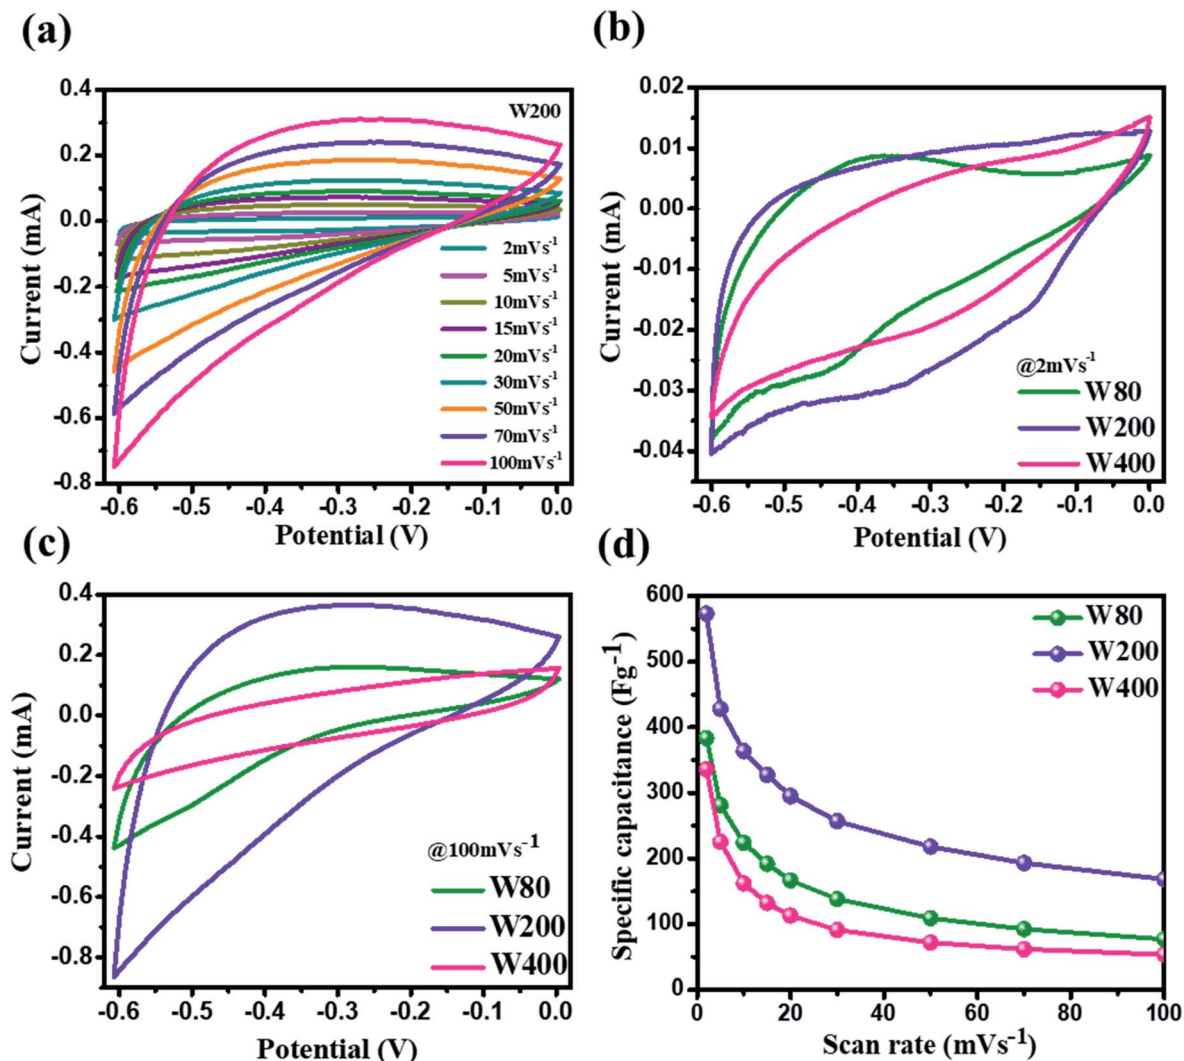 (a)
W200
0.4
0.2
0.0
-0.2
-0.4
-0.6
-0.8
Current (mA)
2mVs⁻¹
5mVs⁻¹
10mVs⁻¹
15mVs⁻¹
20mVs⁻¹
30mVs⁻¹
50mVs⁻¹
70mVs⁻¹
100mVs⁻¹
-0.6 -0.5 -0.4 -0.3 -0.2 -0.1 0.0
Potential (V)
(b)
0.02
0.01
0.00
-0.01
-0.02
-0.03
-0.04
Current (mA)
@2mVs⁻¹
W80
W200
W400
-0.6 -0.5 -0.4 -0.3 -0.2 -0.1 0.0
Potential (V)
(c)
0.4
0.2
0.0
-0.2
-0.4
-0.6
-0.8
Current (mA)
@100mVs⁻¹
W80
W200
W400
-0.6 -0.5 -0.4 -0.3 -0.2 -0.1 0.0
Potential (V)
(d)
600
500
400
300
200
100
0
Specific capacitance (Fg⁻¹)
W80
W200
W400
0 20 40 60 80 100
Scan rate (mVs⁻¹)